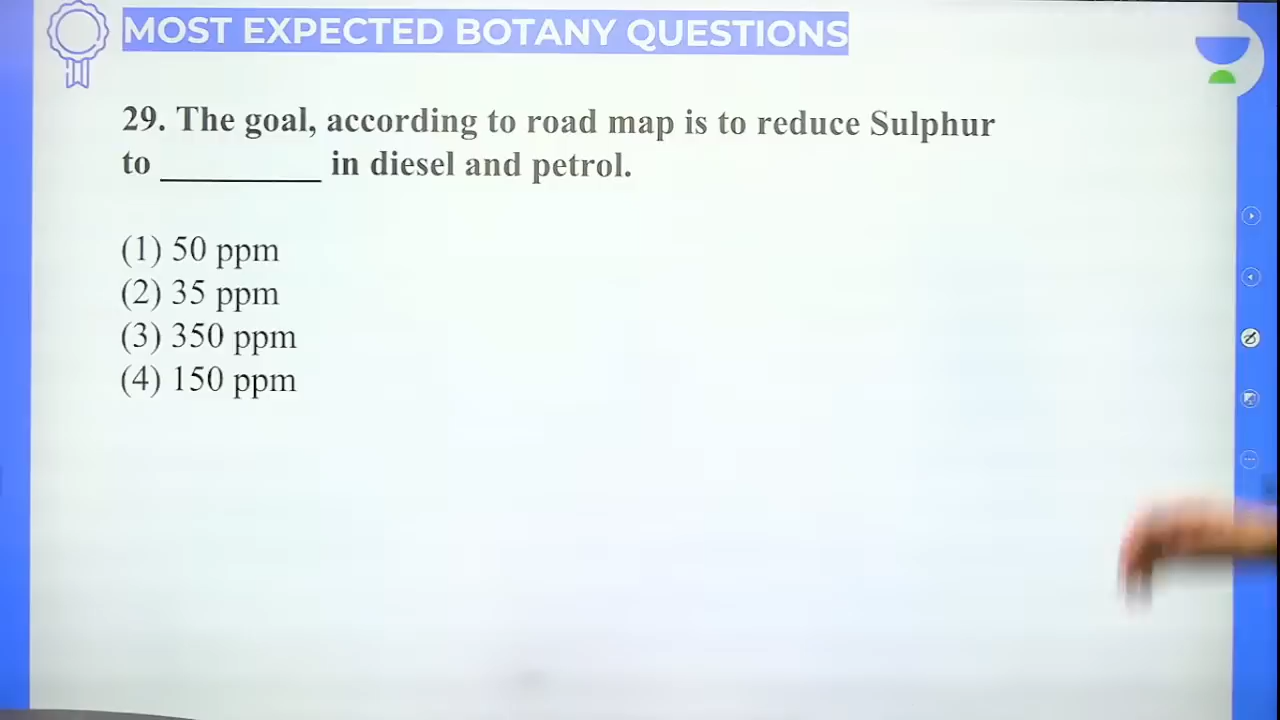 MOST EXPECTED BOTANY QUESTIONS
29. The goal, according to road map is to reduce Sulphur
to _________ in diesel and petrol.
(1) 50 ppm
(2) 35 ppm
(3) 350 ppm
(4) 150 ppm